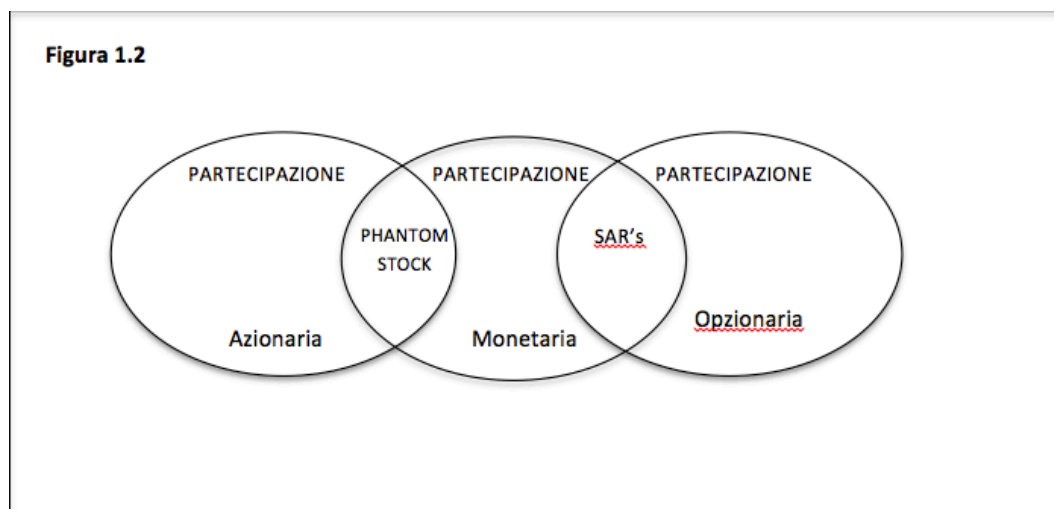 Figura 1.2
PARTECIPAZIONE PARTECIPAZIONE PARTECIPAZIONE
PHANTOM SAR's
STOCK
Opzionaria
Azionaria Monetaria